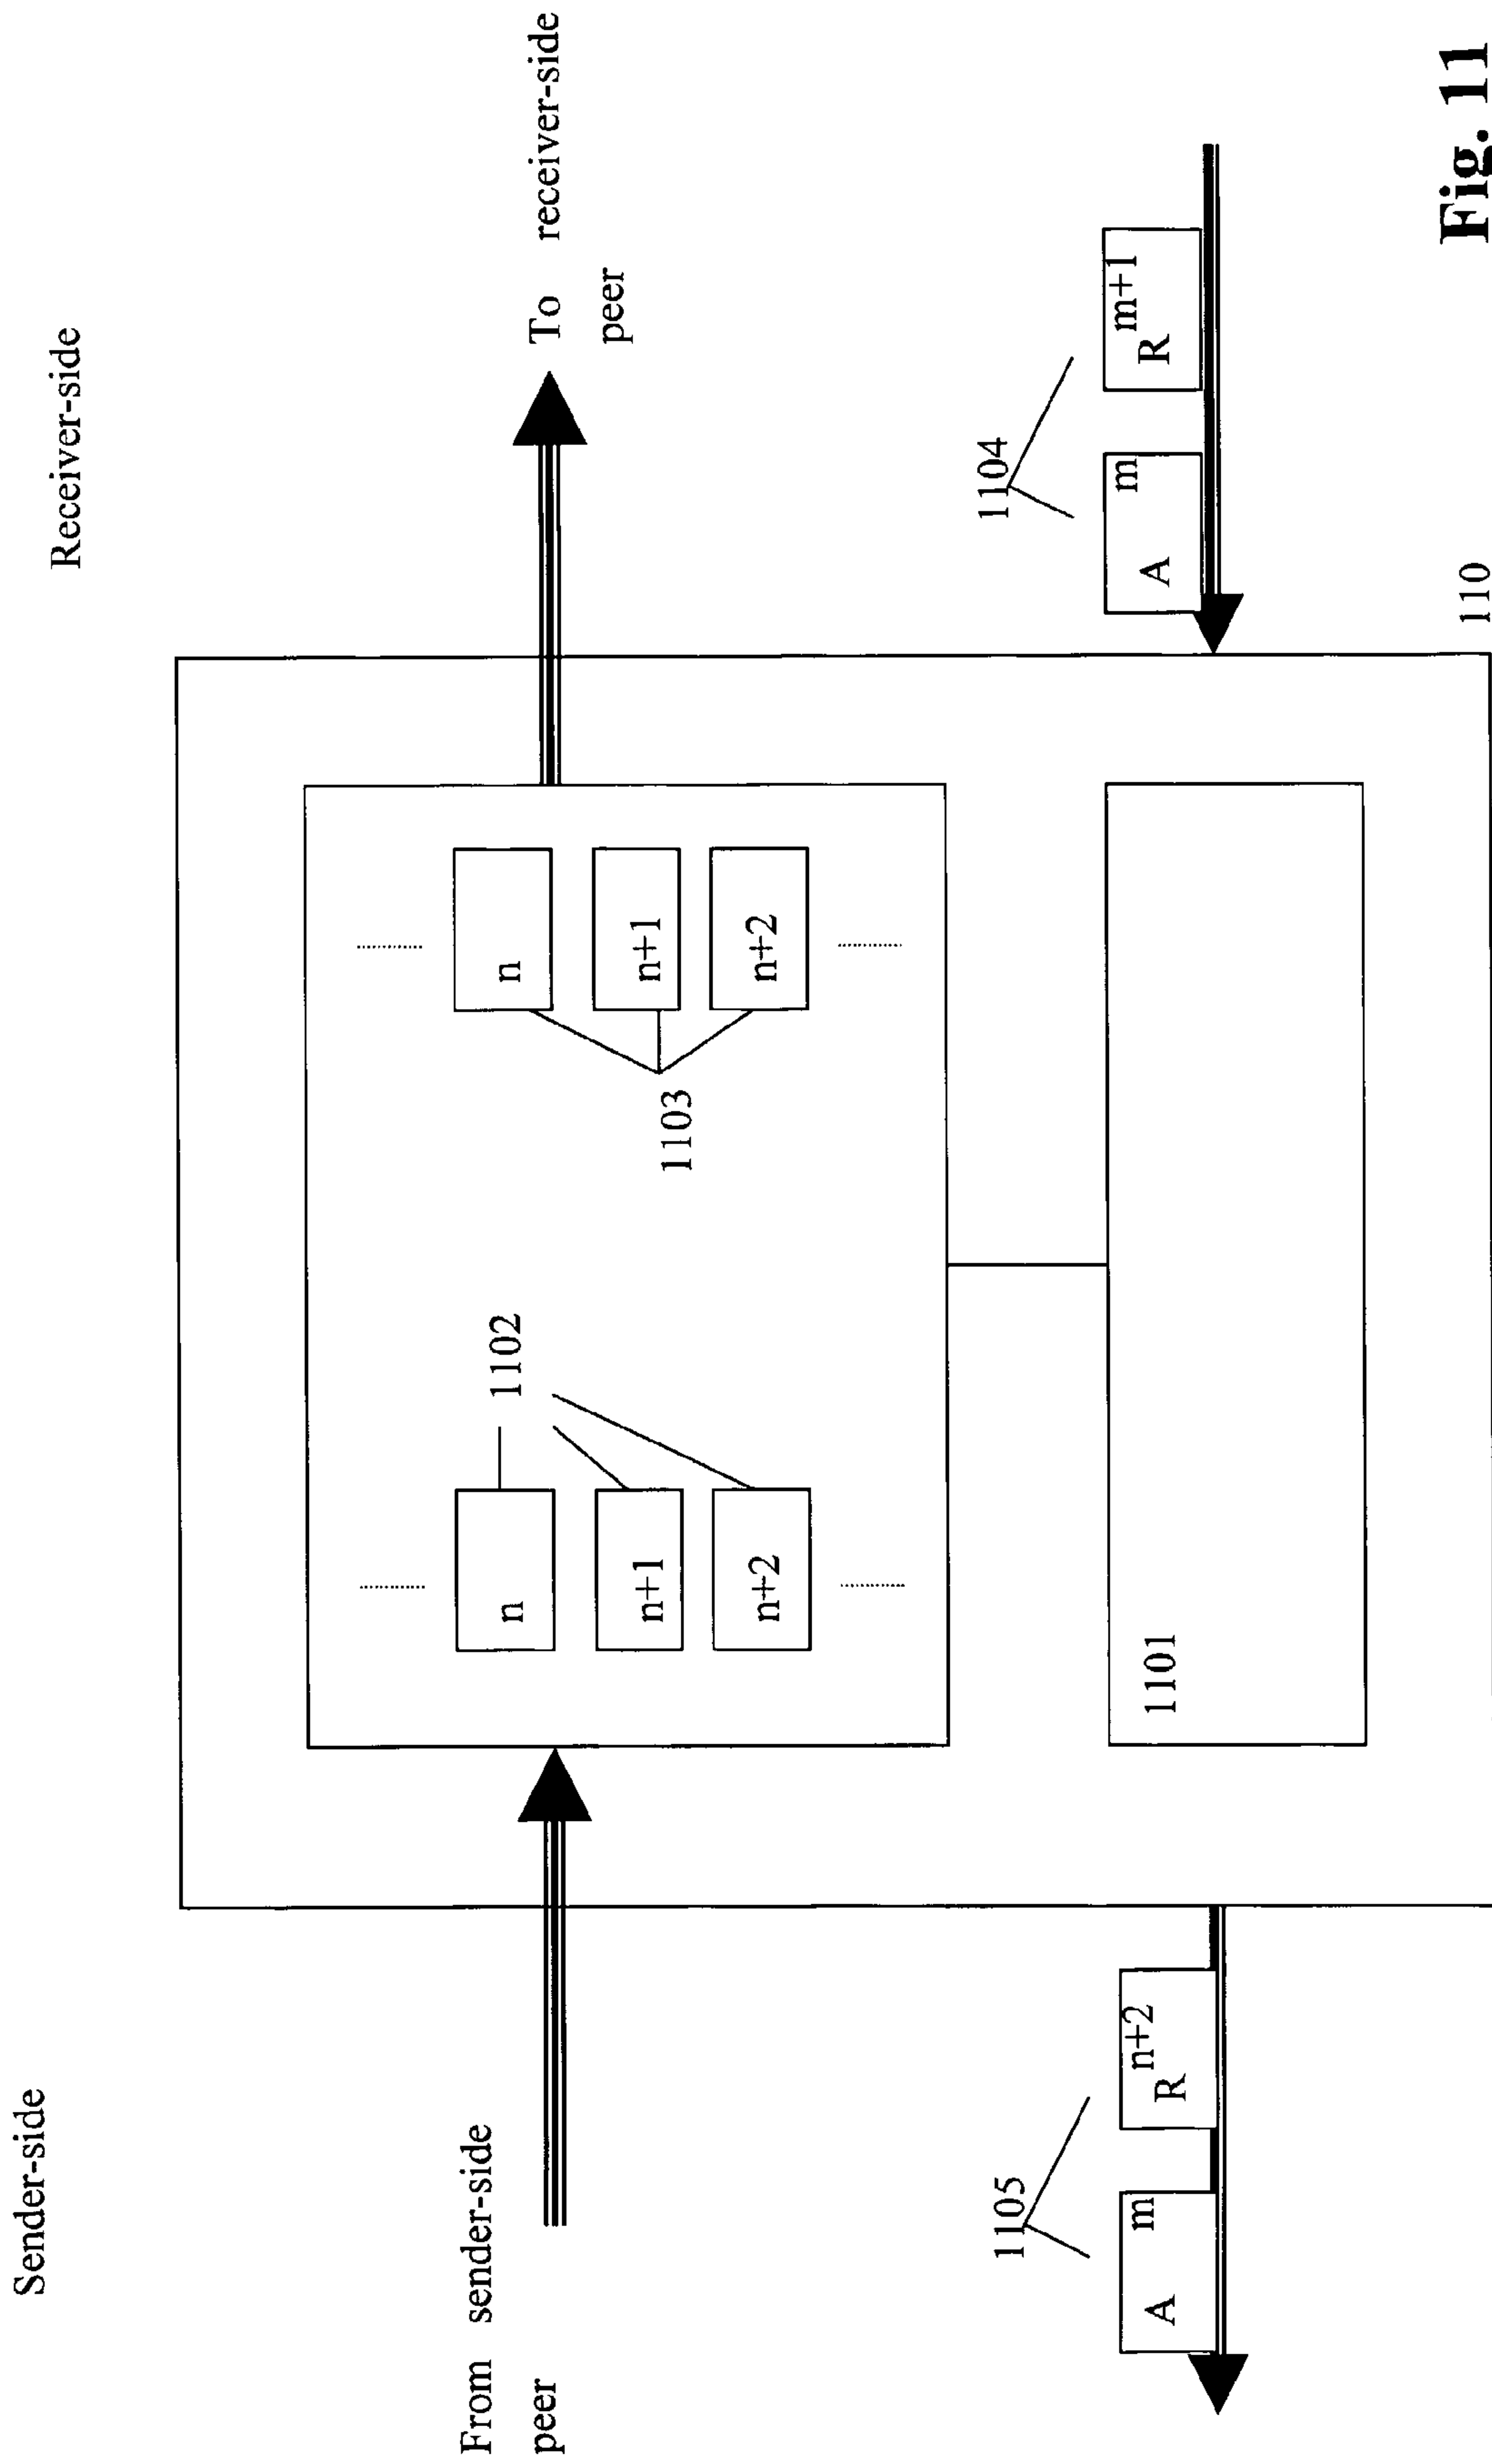 Sender-side
Receiver-side
From sender-side
peer
To receiver-side
peer
n
n+1
n+2
1102
n
n+1
n+2
1103
1101
1105
A m
R n+2
1104
A m
R m+1
110
Fig. 11